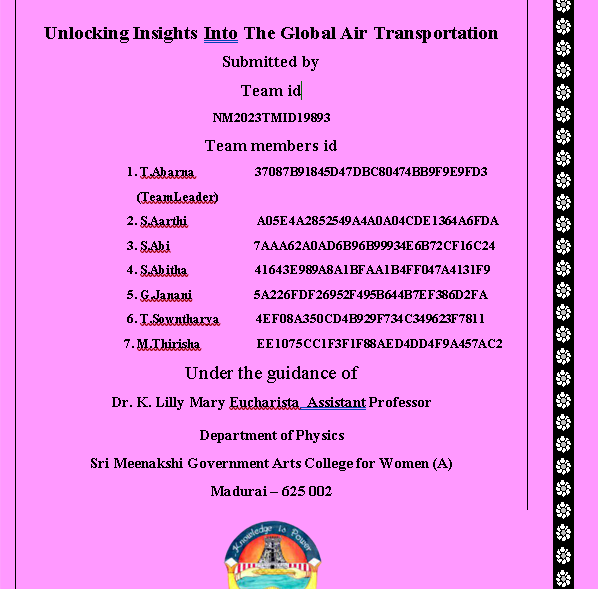 Unlocking Insights Into The Global Air Transportation
Submitted by
Team id
NM2023TMID19893
Team members id
1. T.Abarna 37087B91845D47DBC80474BB9F9E9FD3
(TeamLeader)
2. S.Aarthi A05E4A2852549A4A0A04CDE1364A6FDA
3. S.Abi 7AAA62A0AD6B96B99934E6B72CF16C24
4. S.Abitha 41643E989A8A1BFAA1B4FF047A4131F9
5. G.Janani 5A226FDF26952F495B644B7EF386D2FA
6. T.Sowntharya 4EF08A350CD4B929F734C349623F7811
7. M.Thirisha EE1075CC1F3F1F88AED4DD4F9A457AC2
Under the guidance of
Dr. K. Lilly Mary Eucharista Assistant Professor
Department of Physics
Sri Meenakshi Government Arts College for Women (A)
Madurai – 625 002
Knowledge is Power